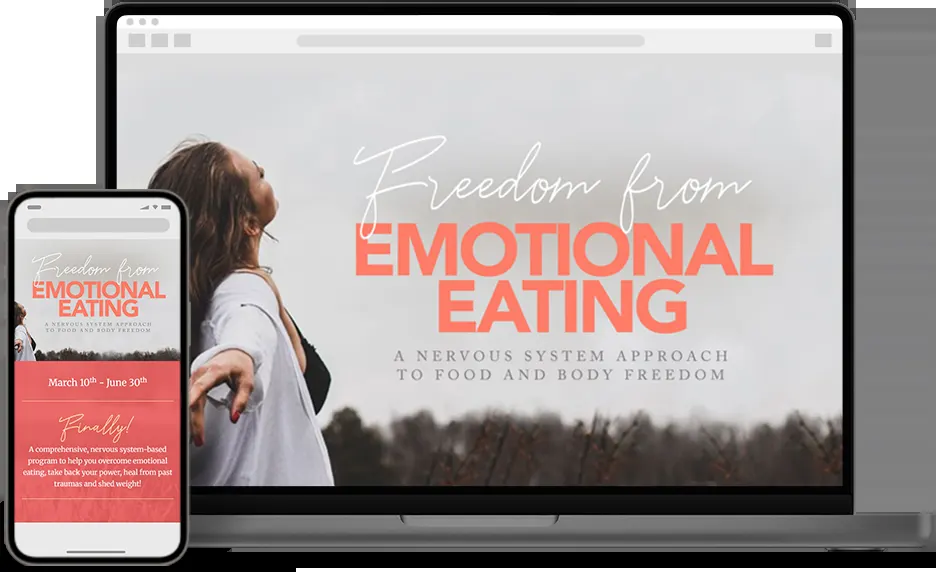 Freedom from
EMOTIONAL
EATING
A NERVOUS SYSTEM APPROACH
TO FOOD AND BODY FREEDOM
Freedom from
EMOTIONAL
EATING
A NERVOUS SYSTEM APPROACH
TO FOOD AND BODY FREEDOM
March 10th - June 30th
Finally!
A comprehensive, nervous system-based
program to help you overcome emotional
eating, take back your power, heal from past
traumas and shed weight!